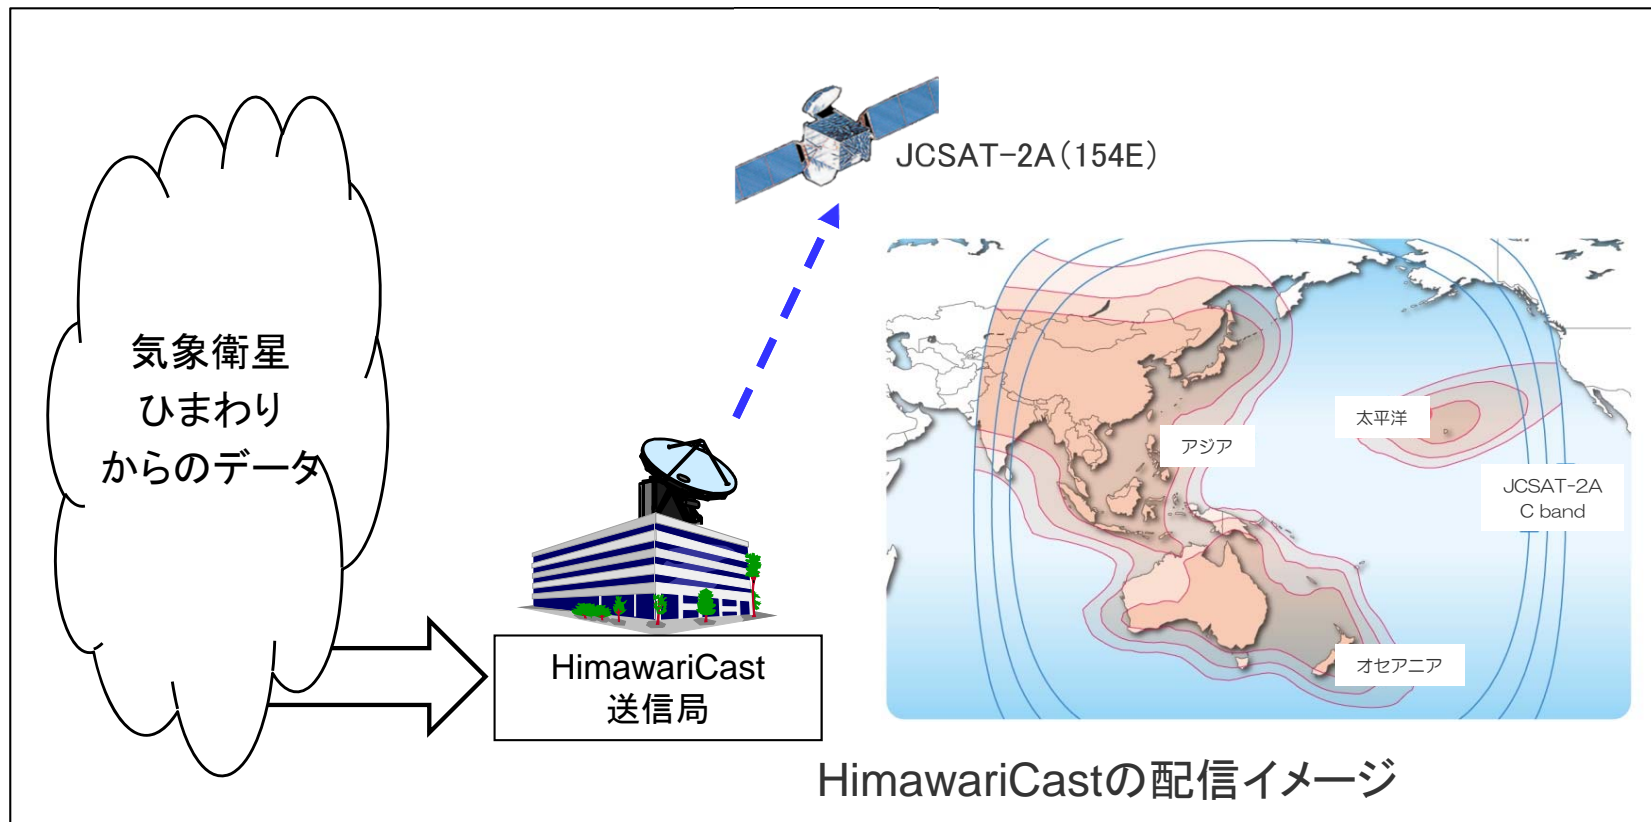 気象衛星
ひまわり
からのデータ
JCSAT-2A(154E)
アジア
太平洋
JCSAT-2A
C band
オセアニア
HimawariCast
送信局
HimawariCastの配信イメージ